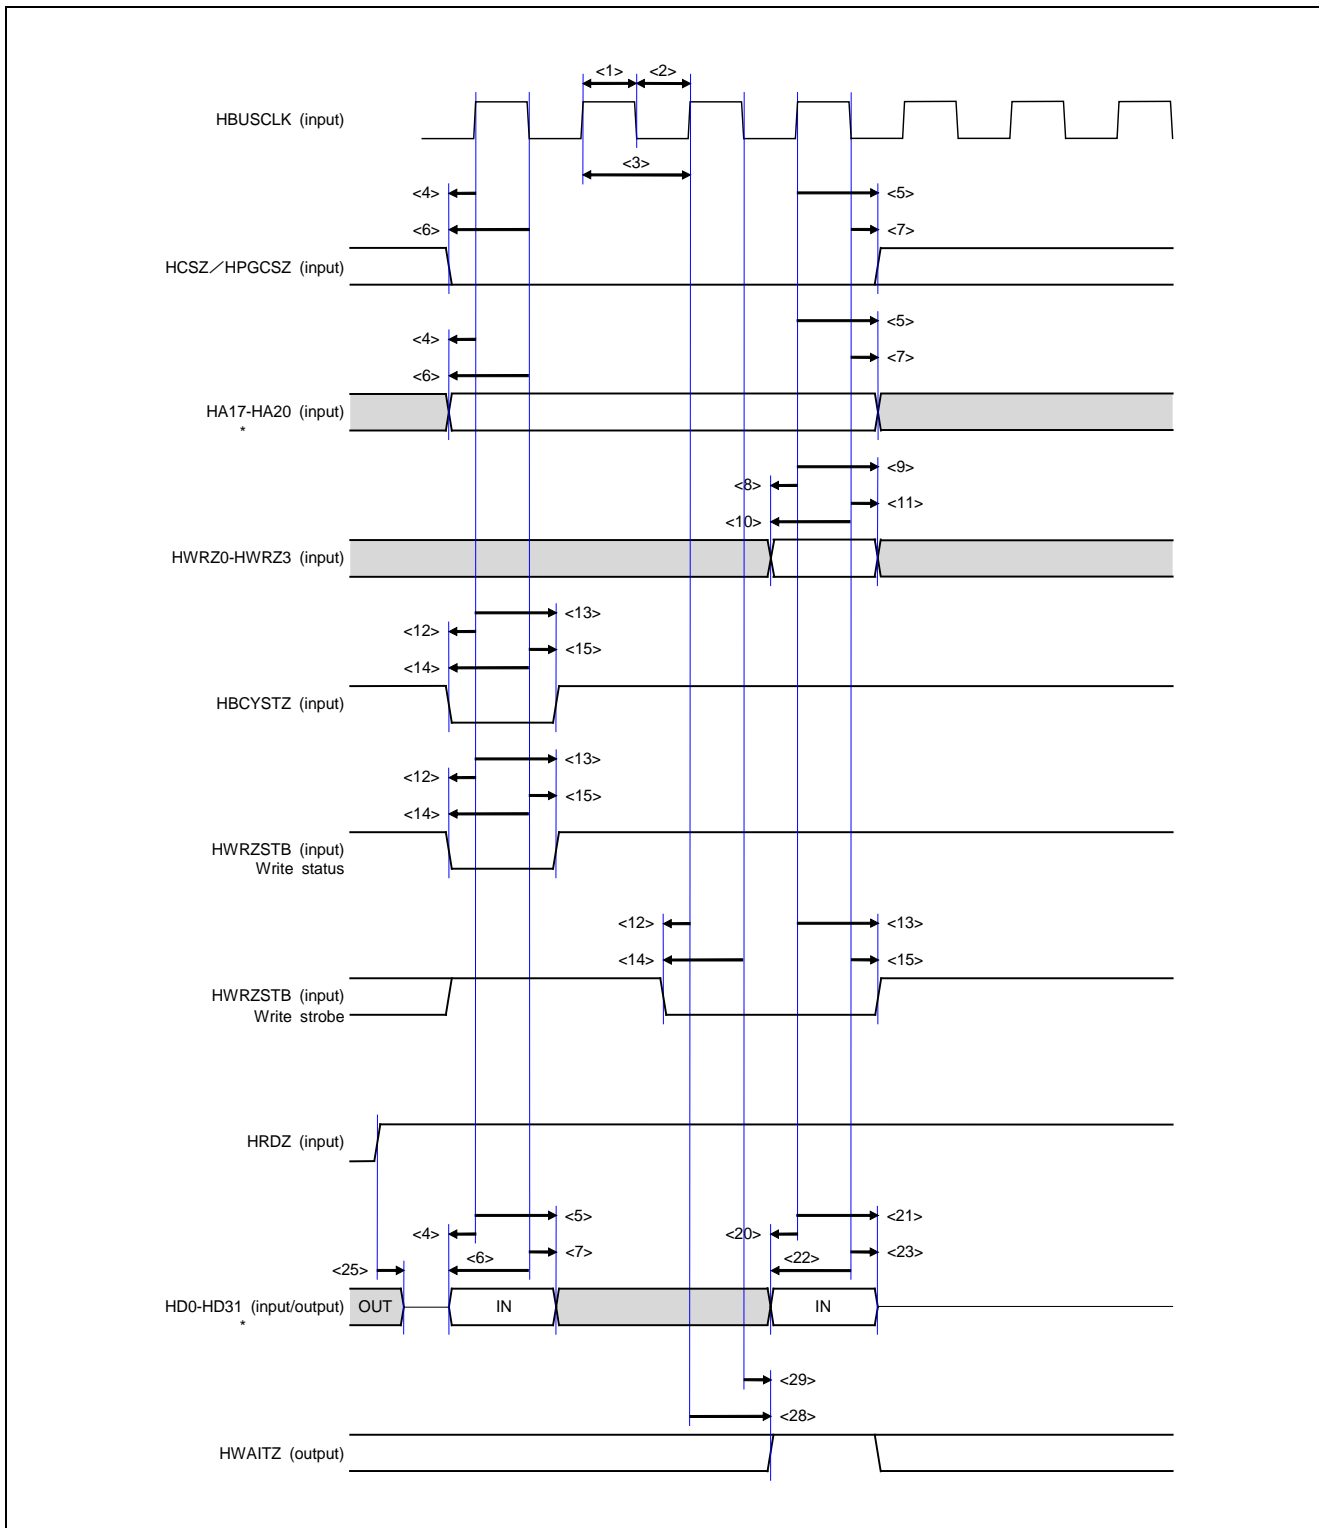 <1> <2>
HBUSCLK (input)
<3>
<4> <5>
<6> <7>
HCSZ／HPGCSZ (input)
<5>
<4>
<7>
<6>
HA17-HA20 (input)
*
<9>
<8>
<11>
<10>
HWRZ0-HWRZ3 (input)
<13>
<12>
<15>
<14>
HBCYSTZ (input)
<13>
<12>
<15>
<14>
HWRZSTB (input)
Write status
<12> <13>
<14> <15>
HWRZSTB (input)
Write strobe
HRDZ (input)
<5> <21>
<4> <20>
<7> <23>
<25> <6> <22>
HD0-HD31 (input/output) OUT IN IN
*
<29>
<28>
HWAITZ (output)